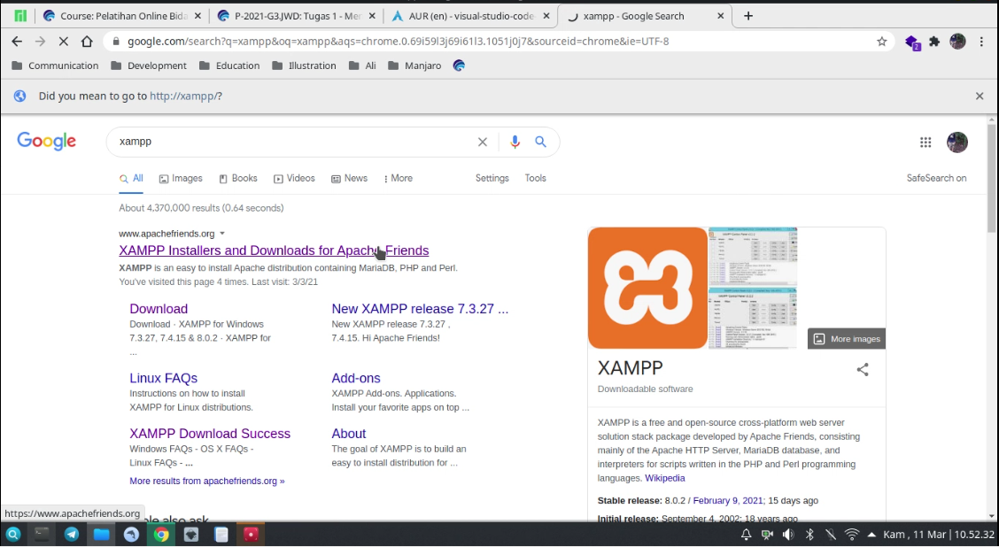 Course: Pelatihan Online Bida
P-2021-G3.JWD: Tugas 1 - Mer
AUR (en) - visual-studio-code-
xampp - Google Search
google.com/search?q=xampp&oq=xampp&aqs=chrome.0.69i59l3j69i61l3.1051j0j7&sourceid=chrome&ie=UTF-8
2
Communication
Development
Education
Illustration
Ali
Manjaro
Did you mean to go to http://xampp/?
Google
xampp
All
Images
Books
Videos
News
More
Settings
Tools
SafeSearch on
About 4,370,000 results (0.64 seconds)
www.apachefriends.org
XAMPP Installers and Downloads for Apache Friends
XAMPP is an easy to install Apache distribution containing MariaDB, PHP and Perl.
You've visited this page 4 times. Last visit: 3/3/21
Download
Download · XAMPP for Windows
7.3.27, 7.4.15 & 8.0.2 · XAMPP for
...
New XAMPP release 7.3.27 ...
New XAMPP release 7.3.27 ,
7.4.15. Hi Apache Friends!
Linux FAQs
Instructions on how to install
XAMPP for Linux distributions.
Add-ons
XAMPP Add-ons. Applications.
Install your favorite apps on top ...
XAMPP Download Success
Windows FAQs - OS X FAQs -
Linux FAQs - ...
About
The goal of XAMPP is to build an
easy to install distribution for ...
More results from apachefriends.org »
More images
XAMPP
Downloadable software
XAMPP is a free and open-source cross-platform web server
solution stack package developed by Apache Friends, consisting
mainly of the Apache HTTP Server, MariaDB database, and
interpreters for scripts written in the PHP and Perl programming
languages. Wikipedia
Stable release: 8.0.2 / February 9, 2021; 15 days ago
Initial release: September 4, 2002; 18 years ago
https://www.apachefriends.org
ple also ask
Kam , 11 Mar | 10.52.32